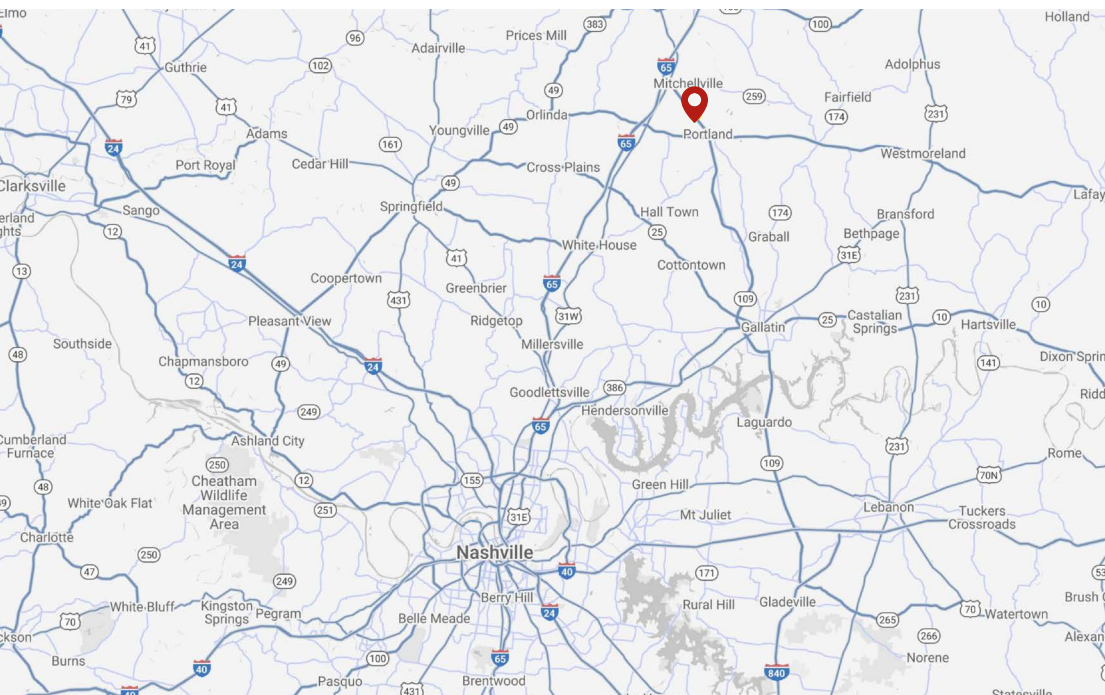 Elmo
383
100
Holland
41
96
Prices Mill
Adairville
65
Adolphus
Guthrie
102
Mitchellville
49
259
Fairfield
79
41
Orlinda
174
231
Adams
Youngville
49
Portland
24
161
65
Westmoreland
Port Royal
Cedar Hill
Cross Plains
Clarksville
49
Lafay
Sango
Springfield
Hall Town
174
Bransford
erland
ghts
12
25
Graball
Bethpage
White House
31E
41
Cottontown
13
24
Coopertown
65
Greenbrier
231
431
109
10
31W
Pleasant View
Ridgetop
Gallatin
25
Castalian
Springs
10
Hartsville
Southside
Millersville
48
Chapmansboro
49
24
141
Dixon Sprin
12
386
Goodlettsville
Ridd
249
Hendersonville
65
Laguardo
Cumberland
Furnace
Ashland City
231
Rome
250
109
Cheatham
Wildlife
Management
Area
12
155
70N
48
Green Hill
49
White Oak Flat
251
31E
Mt Juliet
Lebanon
Tuckers
Crossroads
Charlotte
250
Nashville
47
40
171
53
249
Berry Hill
White Bluff
Kingston
Springs
Pegram
24
Rural Hill
Gladeville
Brush
70
Belle Meade
265
70
Watertown
ckson
266
Alexan
Burns
100
65
Norene
40
840
Pasquo
Brentwood
40
431
Statesville